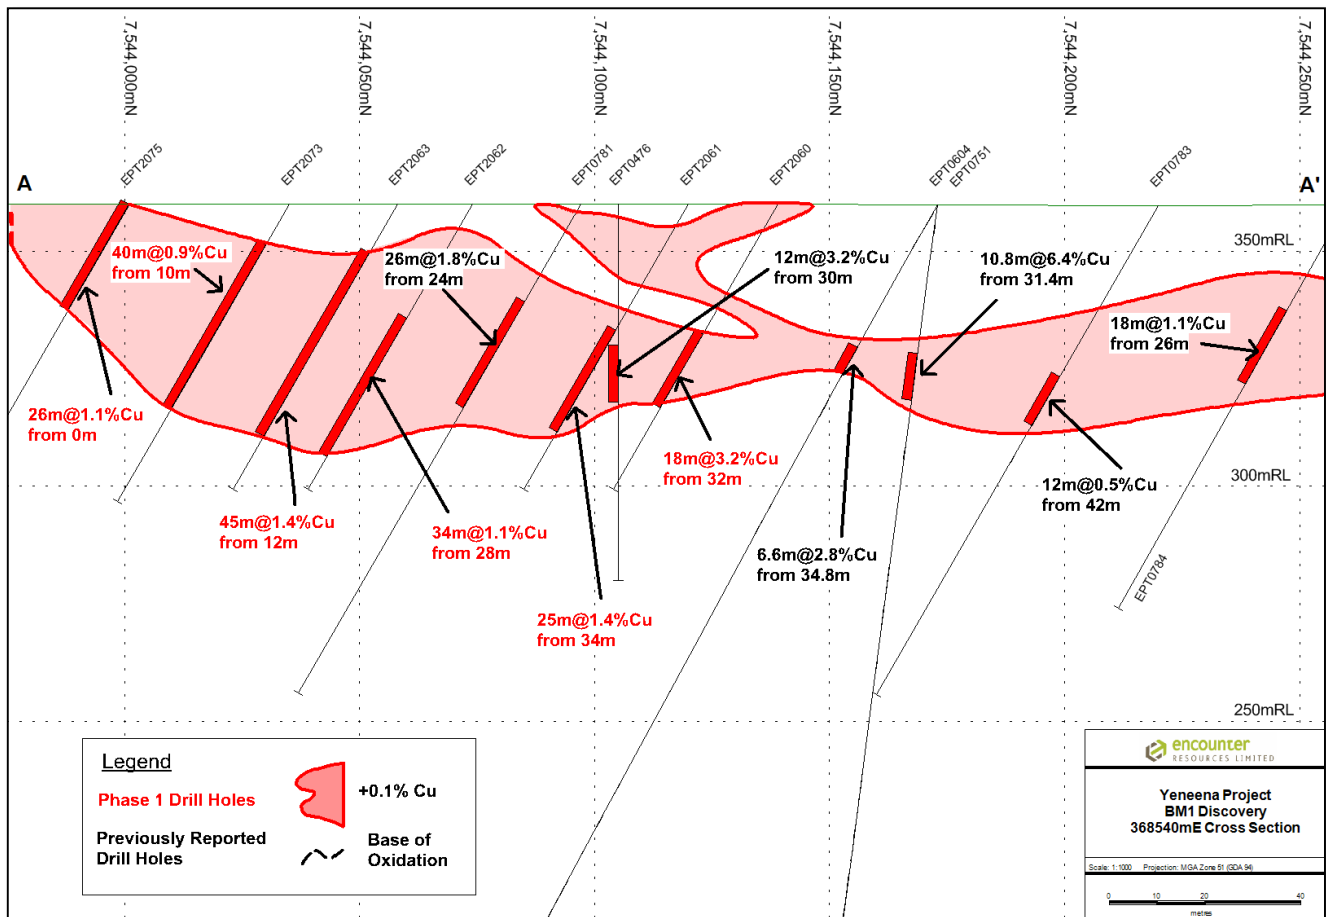 7,544,000mN
7,544,050mN
7,544,100mN
7,544,150mN
7,544,200mN
7,544,250mN
EPT2075
EPT2073
EPT2063
EPT2062
EPT0781
EPT0476
EPT2061
EPT2060
EPT0604
EPT0751
EPT0783
A
A'
40m@0.9%Cu
from 10m
26m@1.8%Cu
from 24m
12m@3.2%Cu
from 30m
10.8m@6.4%Cu
from 31.4m
350mRL
18m@1.1%Cu
from 26m
26m@1.1%Cu
from 0m
18m@3.2%Cu
from 32m
12m@0.5%Cu
from 42m
300mRL
45m@1.4%Cu
from 12m
34m@1.1%Cu
from 28m
6.6m@2.8%Cu
from 34.8m
EPT0784
25m@1.4%Cu
from 34m
250mRL
Legend
Phase 1 Drill Holes
+0.1% Cu
Previously Reported
Drill Holes
Base of
Oxidation
encounter
RESOURCES LIMITED
Yeneena Project
BM1 Discovery
368540mE Cross Section
Scale: 1:1000 Projection: MGA Zone 51 (GDA 94)
0 10 20 40
metres